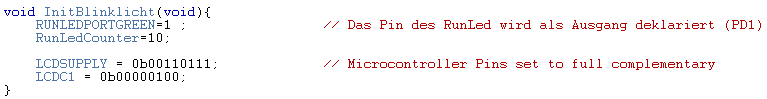 void InitBlinklicht(void){
RUNLEDPORTGREEN=1 ; // Das Pin des RunLed wird als Ausgang deklariert (PD1)
RunLedCounter=10;
LCDSUPPLY = 0b00110111; // Microcontroller Pins set to full complementary
LCDC1 = 0b00000100;
}